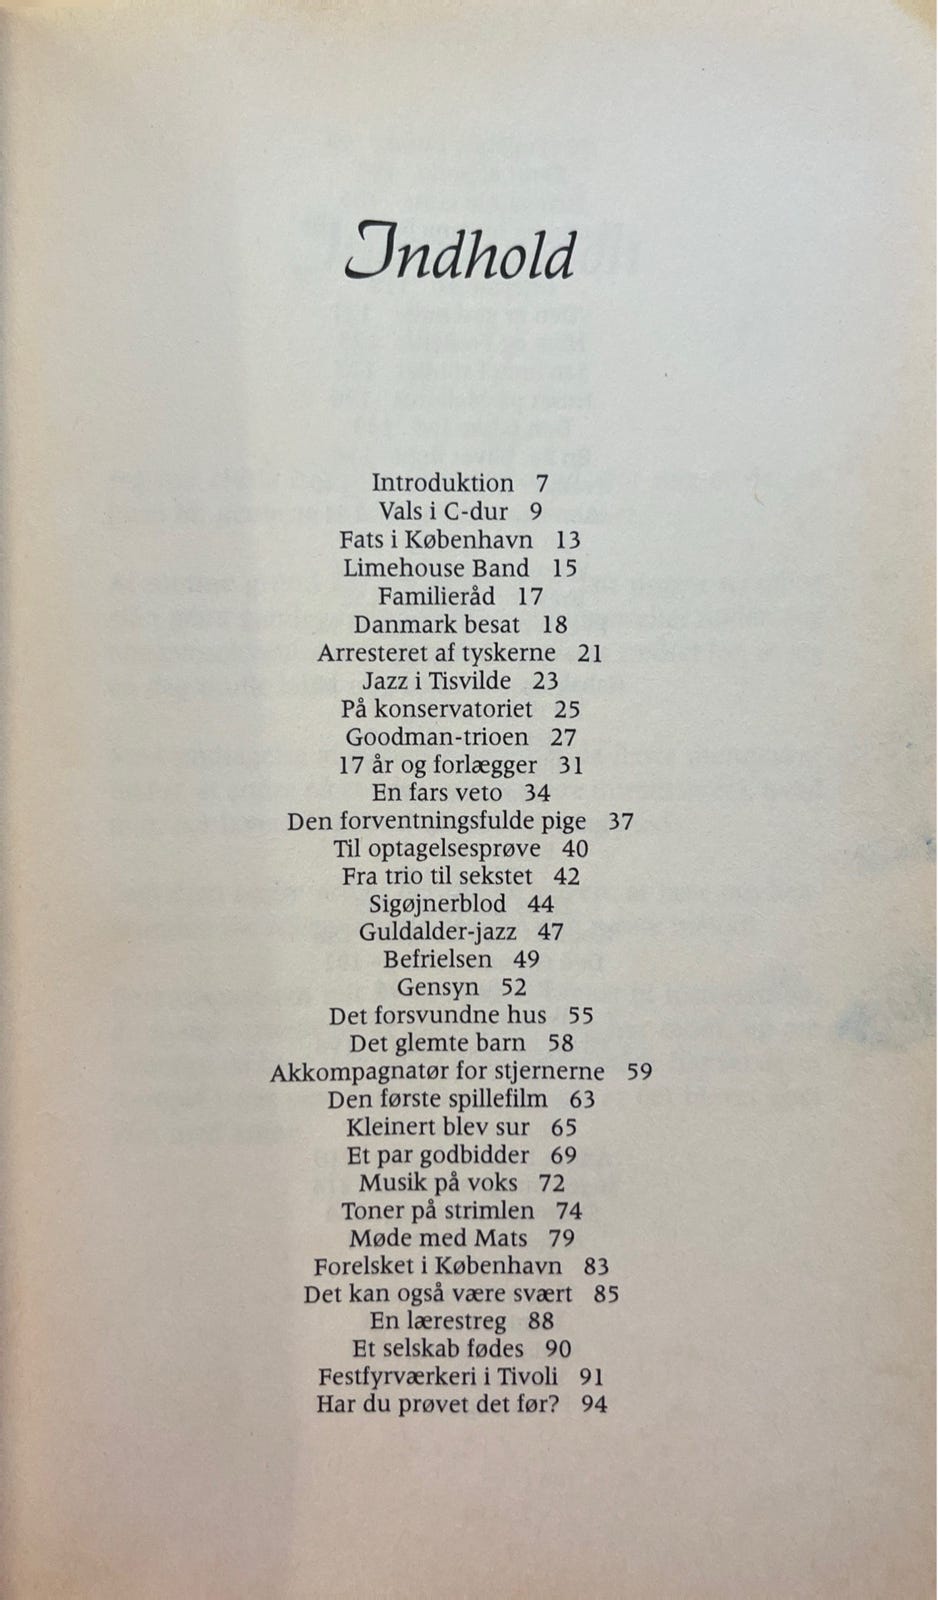 Indhold
Introduktion 7
Vals i C-dur 9
Fats i København 13
Limehouse Band 15
Familieråd 17
Danmark besat 18
Arresteret af tyskerne 21
Jazz i Tisvilde 23
På konservatoriet 25
Goodman-trioen 27
17 år og forlægger 31
En fars veto 34
Den forventningsfulde pige 37
Til optagelsesprøve 40
Fra trio til sekstet 42
Sigøjnerblod 44
Guldalder-jazz 47
Befrielsen 49
Gensyn 52
Det forsvundne hus 55
Det glemte barn 58
Akkompagnatør for stjernerne 59
Den første spillefilm 63
Kleinert blev sur 65
Et par godbidder 69
Musik på voks 72
Toner på strimlen 74
Møde med Mats 79
Forelsket i København 83
Det kan også være svært 85
En lærestreg 88
Et selskab fødes 90
Festfyrværkeri i Tivoli 91
Har du prøvet det før? 94